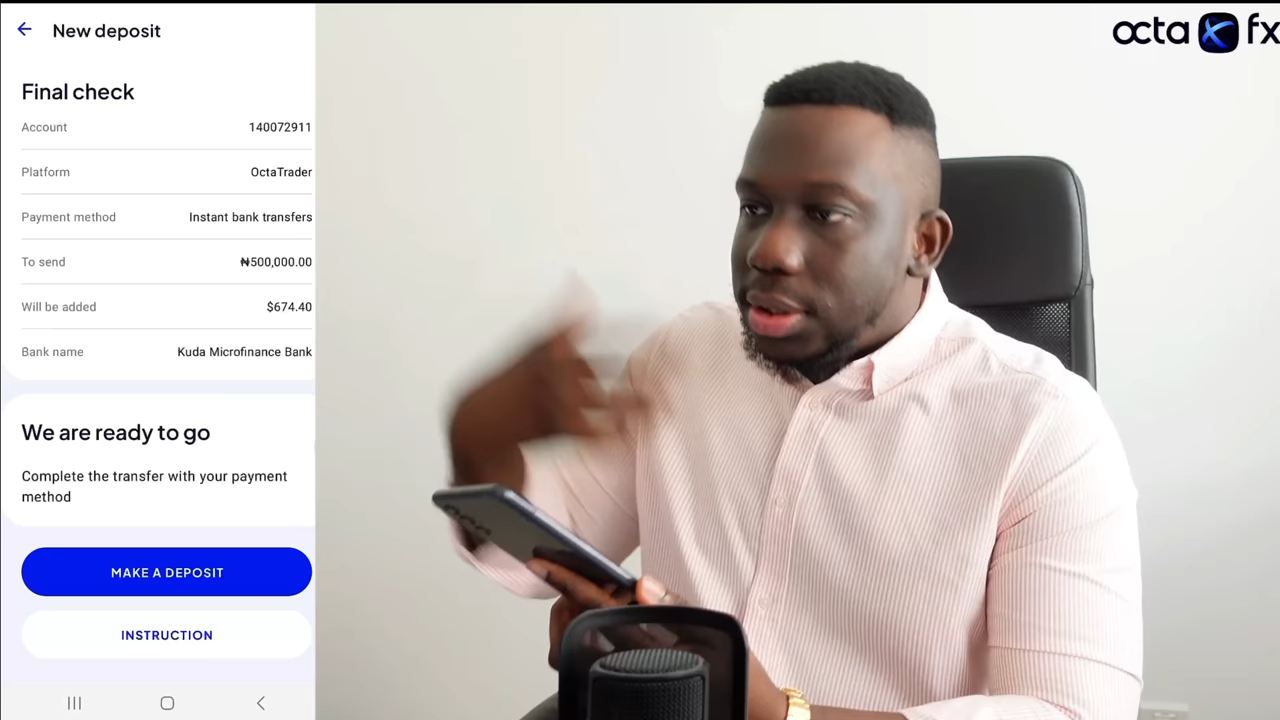 New deposit
Final check
Account 140072911
Platform OctaTrader
Payment method Instant bank transfers
To send ₦500,000.00
Will be added $674.40
Bank name Kuda Microfinance Bank
We are ready to go
Complete the transfer with your payment
method
MAKE A DEPOSIT
INSTRUCTION
octa fx